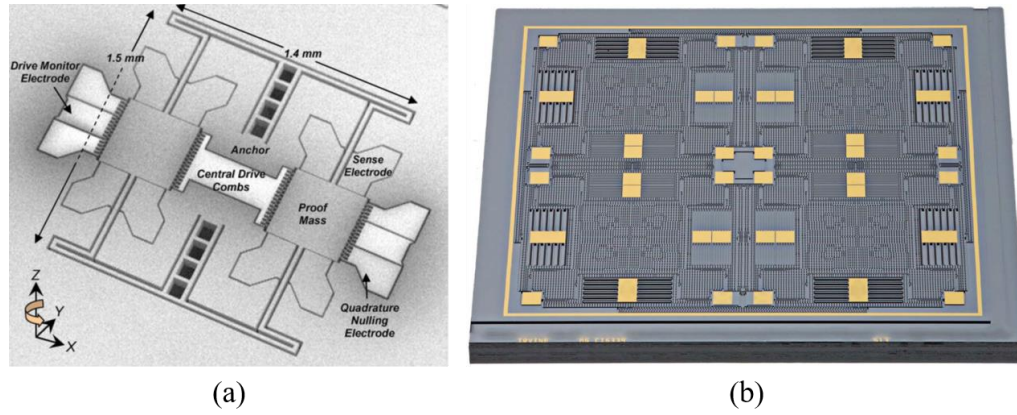 1.5 mm
1.4 mm
Drive Monitor
Electrode
Anchor
Sense
Electrode
Central Drive
Combs
Proof
Mass
Quadrature
Nulling
Electrode
Z
Y
X
(a)
(b)